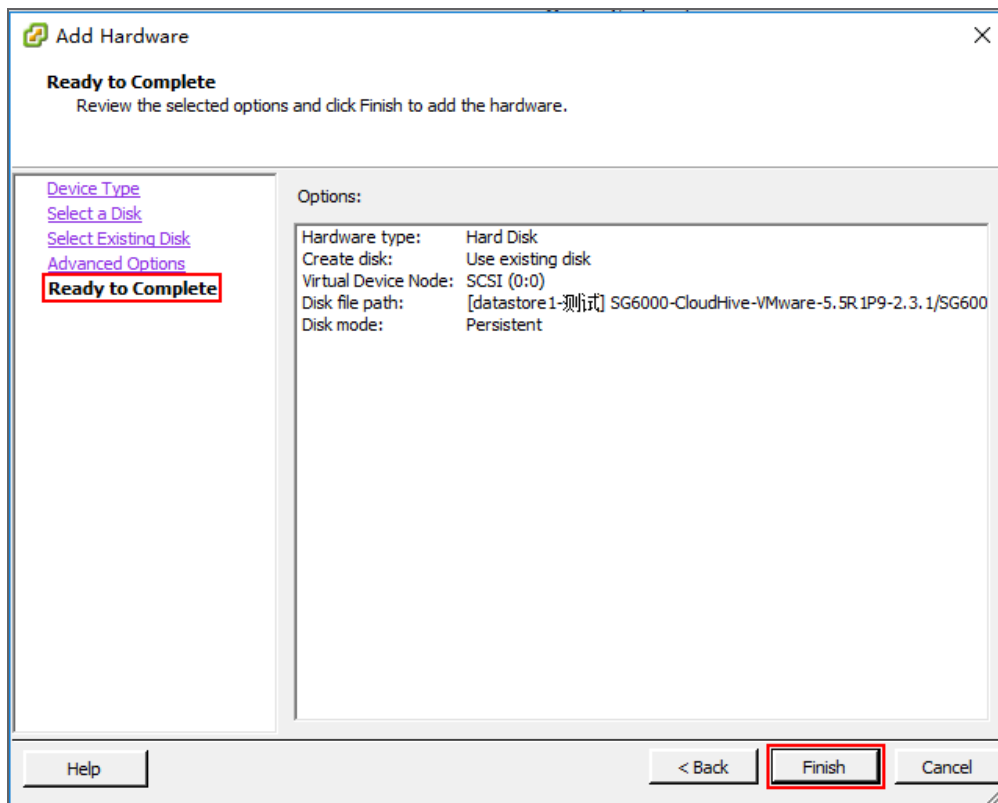 Add Hardware
Ready to Complete
Review the selected options and click Finish to add the hardware.
Device Type
Select a Disk
Select Existing Disk
Advanced Options
Ready to Complete
Options:
Hardware type: Hard Disk
Create disk: Use existing disk
Virtual Device Node: SCSI (0:0)
Disk file path: [datastore1-测试] SG6000-CloudHive-VMware-5.5R1P9-2.3.1/SG600
Disk mode: Persistent
Help
< Back
Finish
Cancel